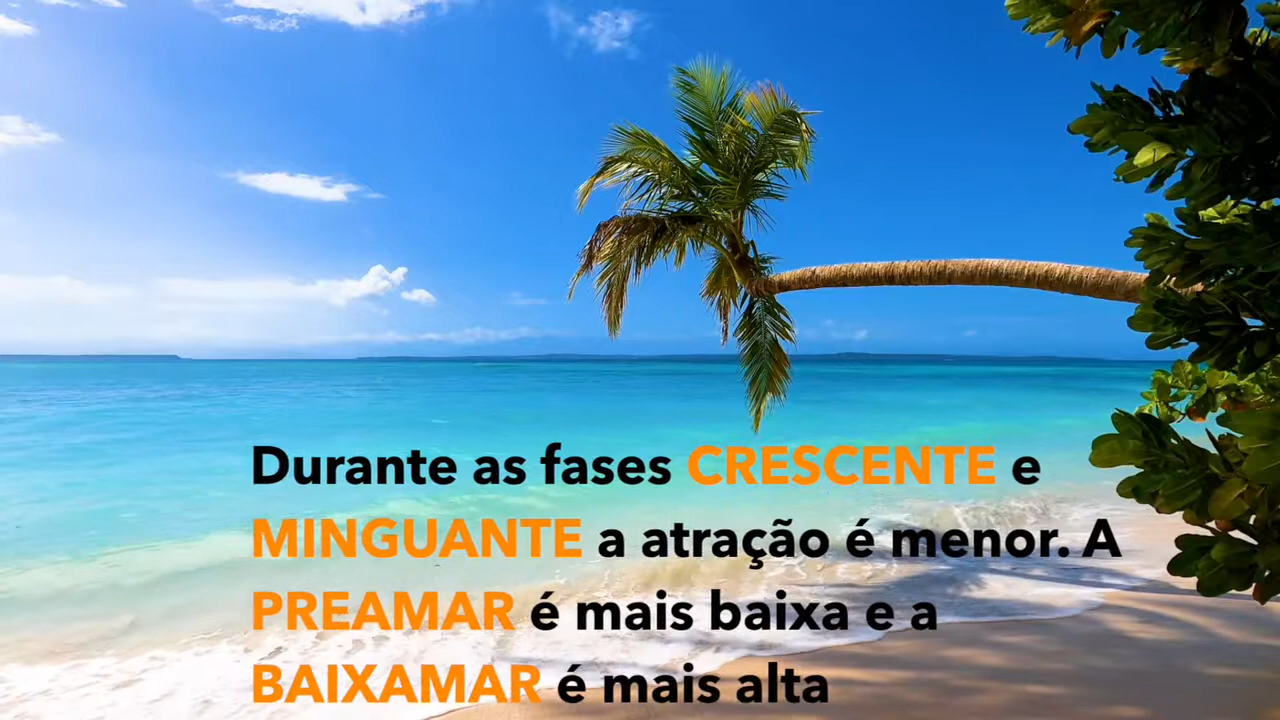 Durante as fases CRESCENTE e
MINGUANTE a atração é menor. A
PREAMAR é mais baixa e a
BAIXAMAR é mais alta